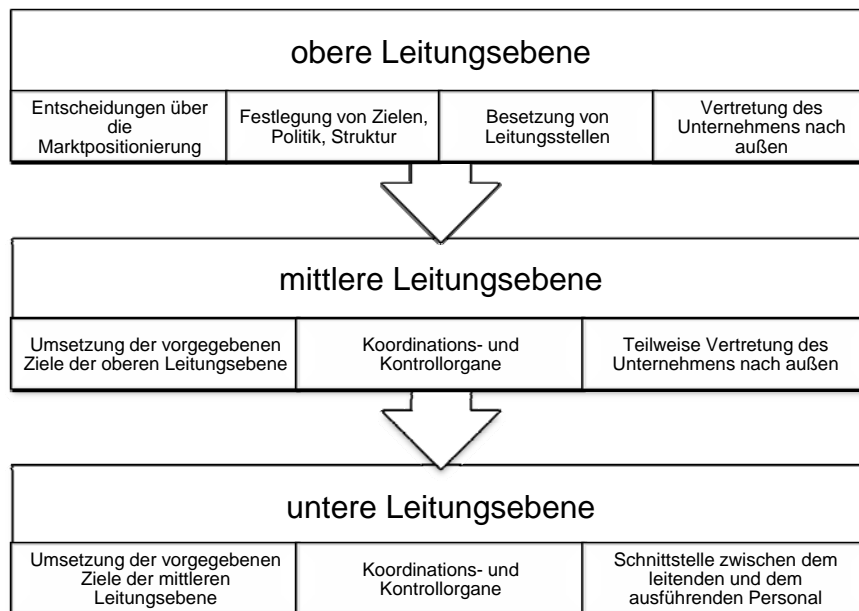 obere Leitungsebene
Entscheidungen über
die
Marktpositionierung
Festlegung von Zielen,
Politik, Struktur
Besetzung von
Leitungsstellen
Vertretung des
Unternehmens nach
außen
mittlere Leitungsebene
Umsetzung der vorgegebenen
Ziele der oberen Leitungsebene
Koordinations- und
Kontrollorgane
Teilweise Vertretung des
Unternehmens nach außen
untere Leitungsebene
Umsetzung der vorgegebenen
Ziele der mittleren
Leitungsebene
Koordinations- und
Kontrollorgane
Schnittstelle zwischen dem
leitenden und dem
ausführenden Personal